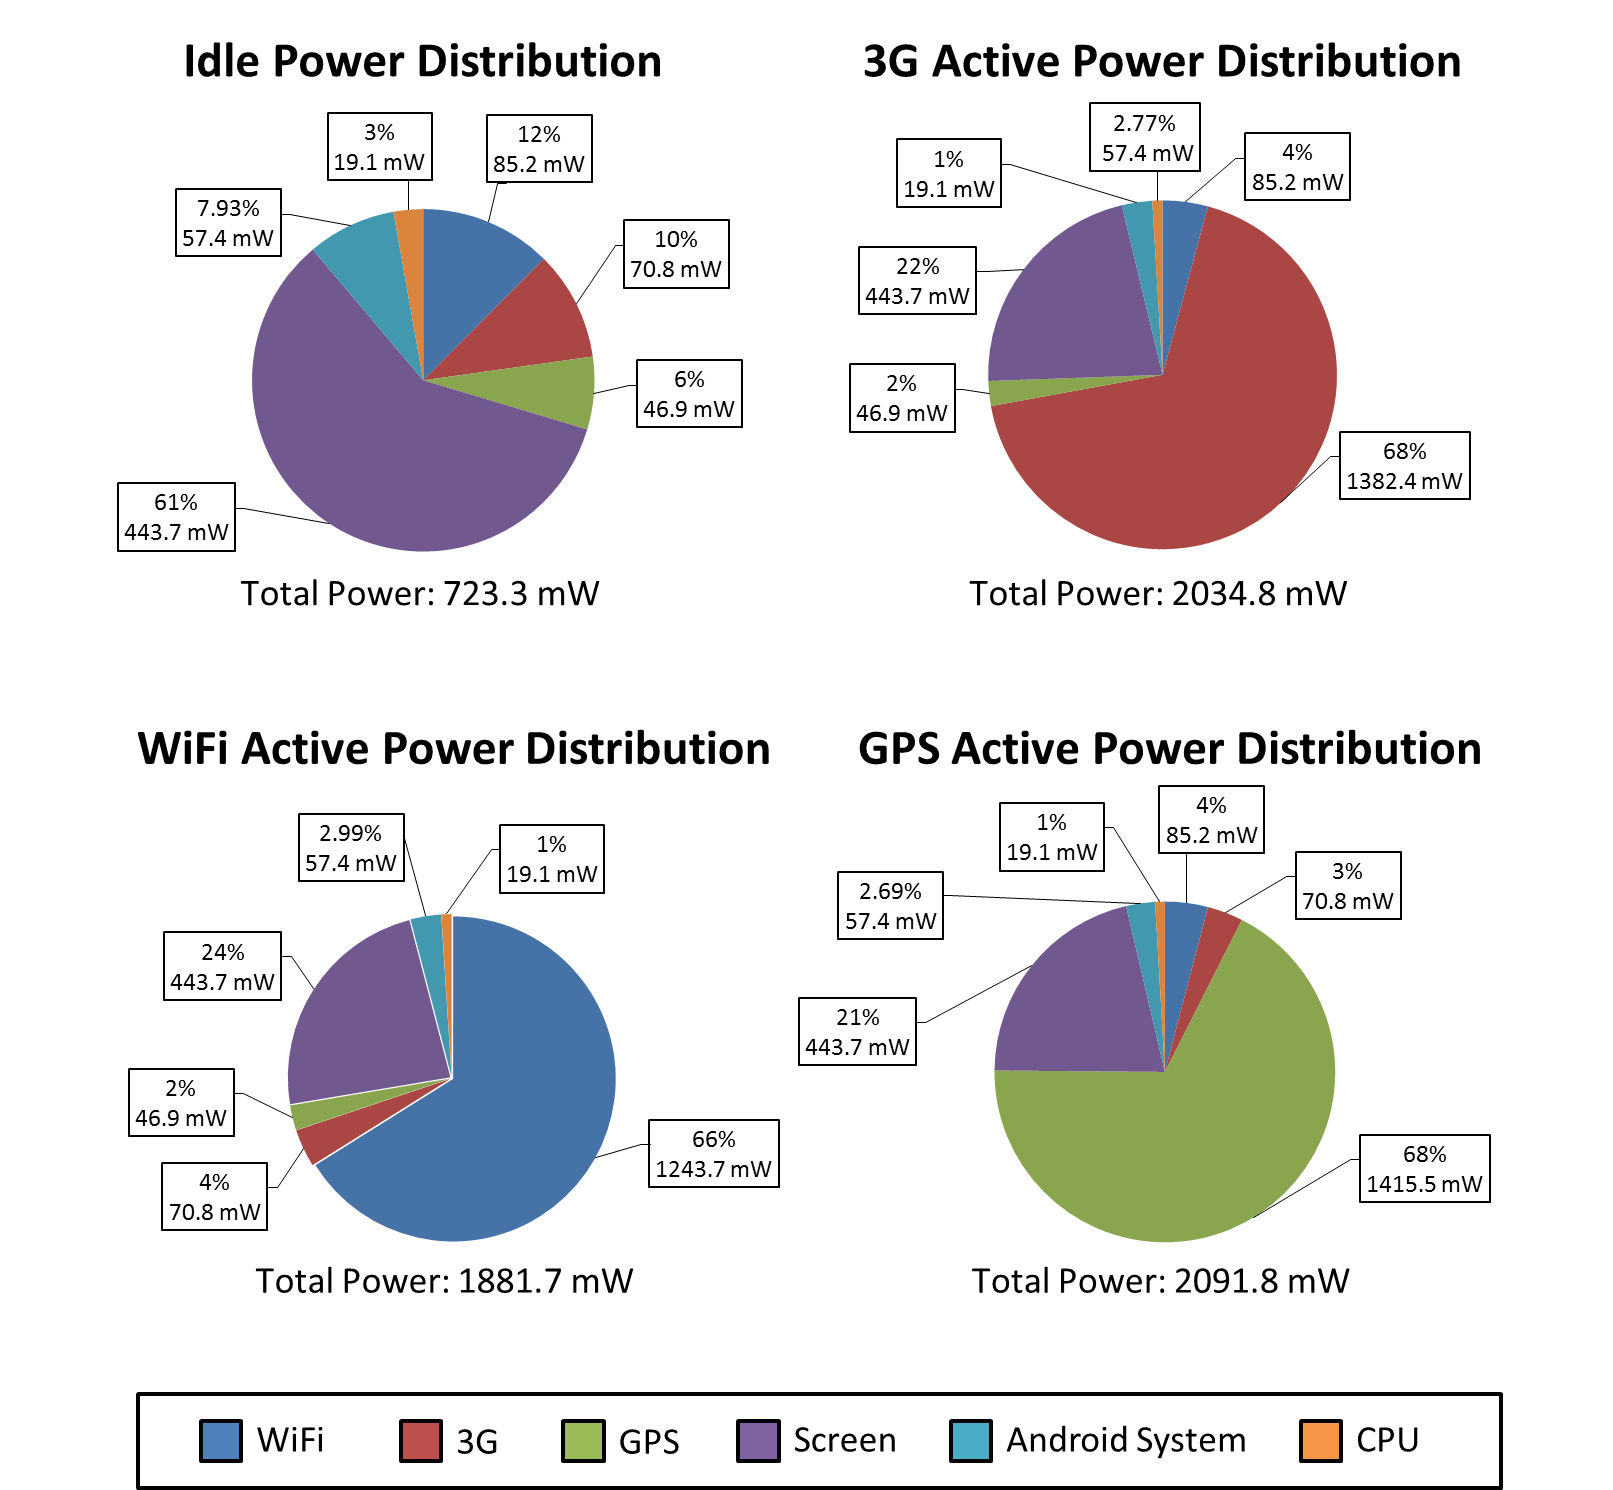 Idle Power Distribution
3%
19.1 mW
12%
85.2 mW
7.93%
57.4 mW
10%
70.8 mW
6%
46.9 mW
61%
443.7 mW
Total Power: 723.3 mW
3G Active Power Distribution
2.77%
57.4 mW
1%
19.1 mW
4%
85.2 mW
22%
443.7 mW
2%
46.9 mW
68%
1382.4 mW
Total Power: 2034.8 mW
WiFi Active Power Distribution
2.99%
57.4 mW
1%
19.1 mW
24%
443.7 mW
2%
46.9 mW
66%
1243.7 mW
4%
70.8 mW
Total Power: 1881.7 mW
GPS Active Power Distribution
4%
85.2 mW
1%
19.1 mW
3%
70.8 mW
2.69%
57.4 mW
21%
443.7 mW
68%
1415.5 mW
Total Power: 2091.8 mW
WiFi
3G
GPS
Screen
Android System
CPU